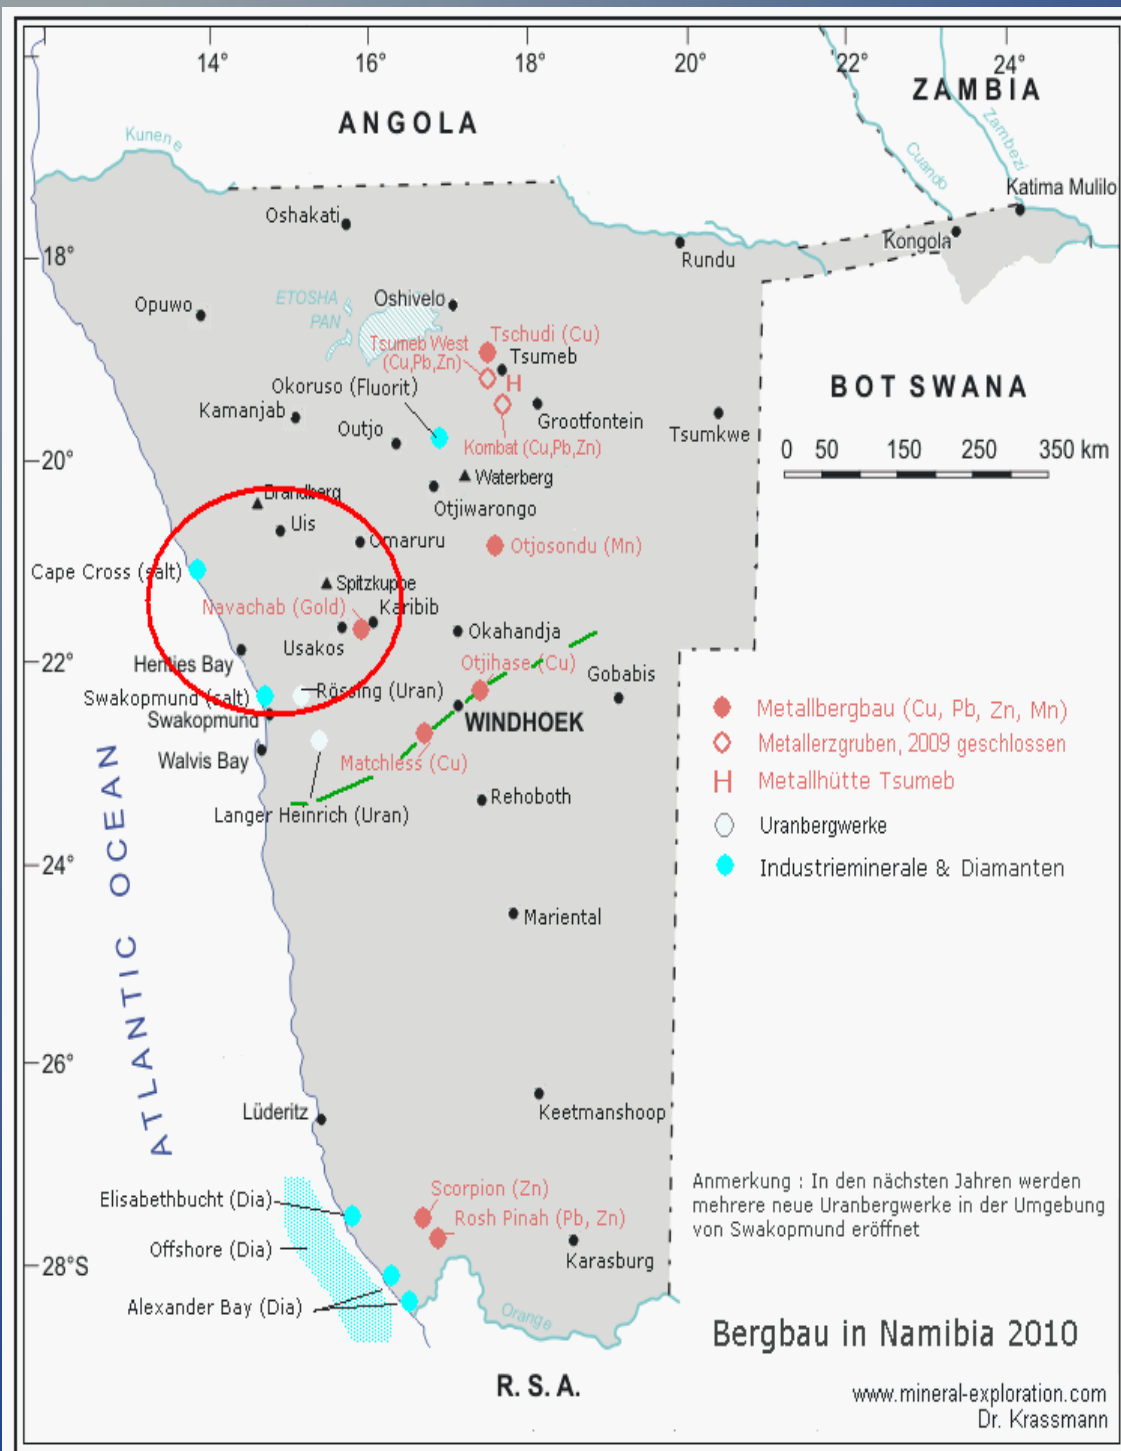 14°
16°
18°
20°
22°
24°
ZAMBIA
ANGOLA
Kunene
Zambezi
Cuando
Katima Mulilo
Oshakati
Kongola
18°
Rundu
ETOSHA
PAN
Oshivelo
Opuwo
Tschudi (Cu)
Tsumeb West
(Cu,Pb,Zn)
Tsumeb
H
Okoruso (Fluorit)
BOTSWANA
Kamanjab
Grootfontein
Outjo
Tsumkwe
Kombat (Cu,Pb,Zn)
0 50 150 250 350 km
20°
Waterberg
Brandberg
Otjiwarongo
Uis
Omaruru
Otjosondu (Mn)
Cape Cross (salt)
Spitzkuppe
Navachab (Gold)
Karibib
Okahandja
Usakos
22°
Henties Bay
Otjihase (Cu)
Gobabis
Swakopmund (salt)
Rössing (Uran)
Swakopmund
WINDHOEK
Walvis Bay
Matchless (Cu)
Rehoboth
Langer Heinrich (Uran)
Metallbergbau (Cu, Pb, Zn, Mn)
Metallerzgruben, 2009 geschlossen
H Metallhütte Tsumeb
Uranbergwerke
Industrieminerale & Diamanten
24°
ATLANTIC OCEAN
Mariental
26°
Lüderitz
Keetmanshoop
Elisabethbucht (Dia)
Scorpion (Zn)
Rosh Pinah (Pb, Zn)
Offshore (Dia)
Karasburg
28°S
Alexander Bay (Dia)
Orange
Anmerkung : In den nächsten Jahren werden
mehrere neue Uranbergwerke in der Umgebung
von Swakopmund eröffnet
Bergbau in Namibia 2010
R. S. A.
www.mineral-exploration.com
Dr. Krassmann